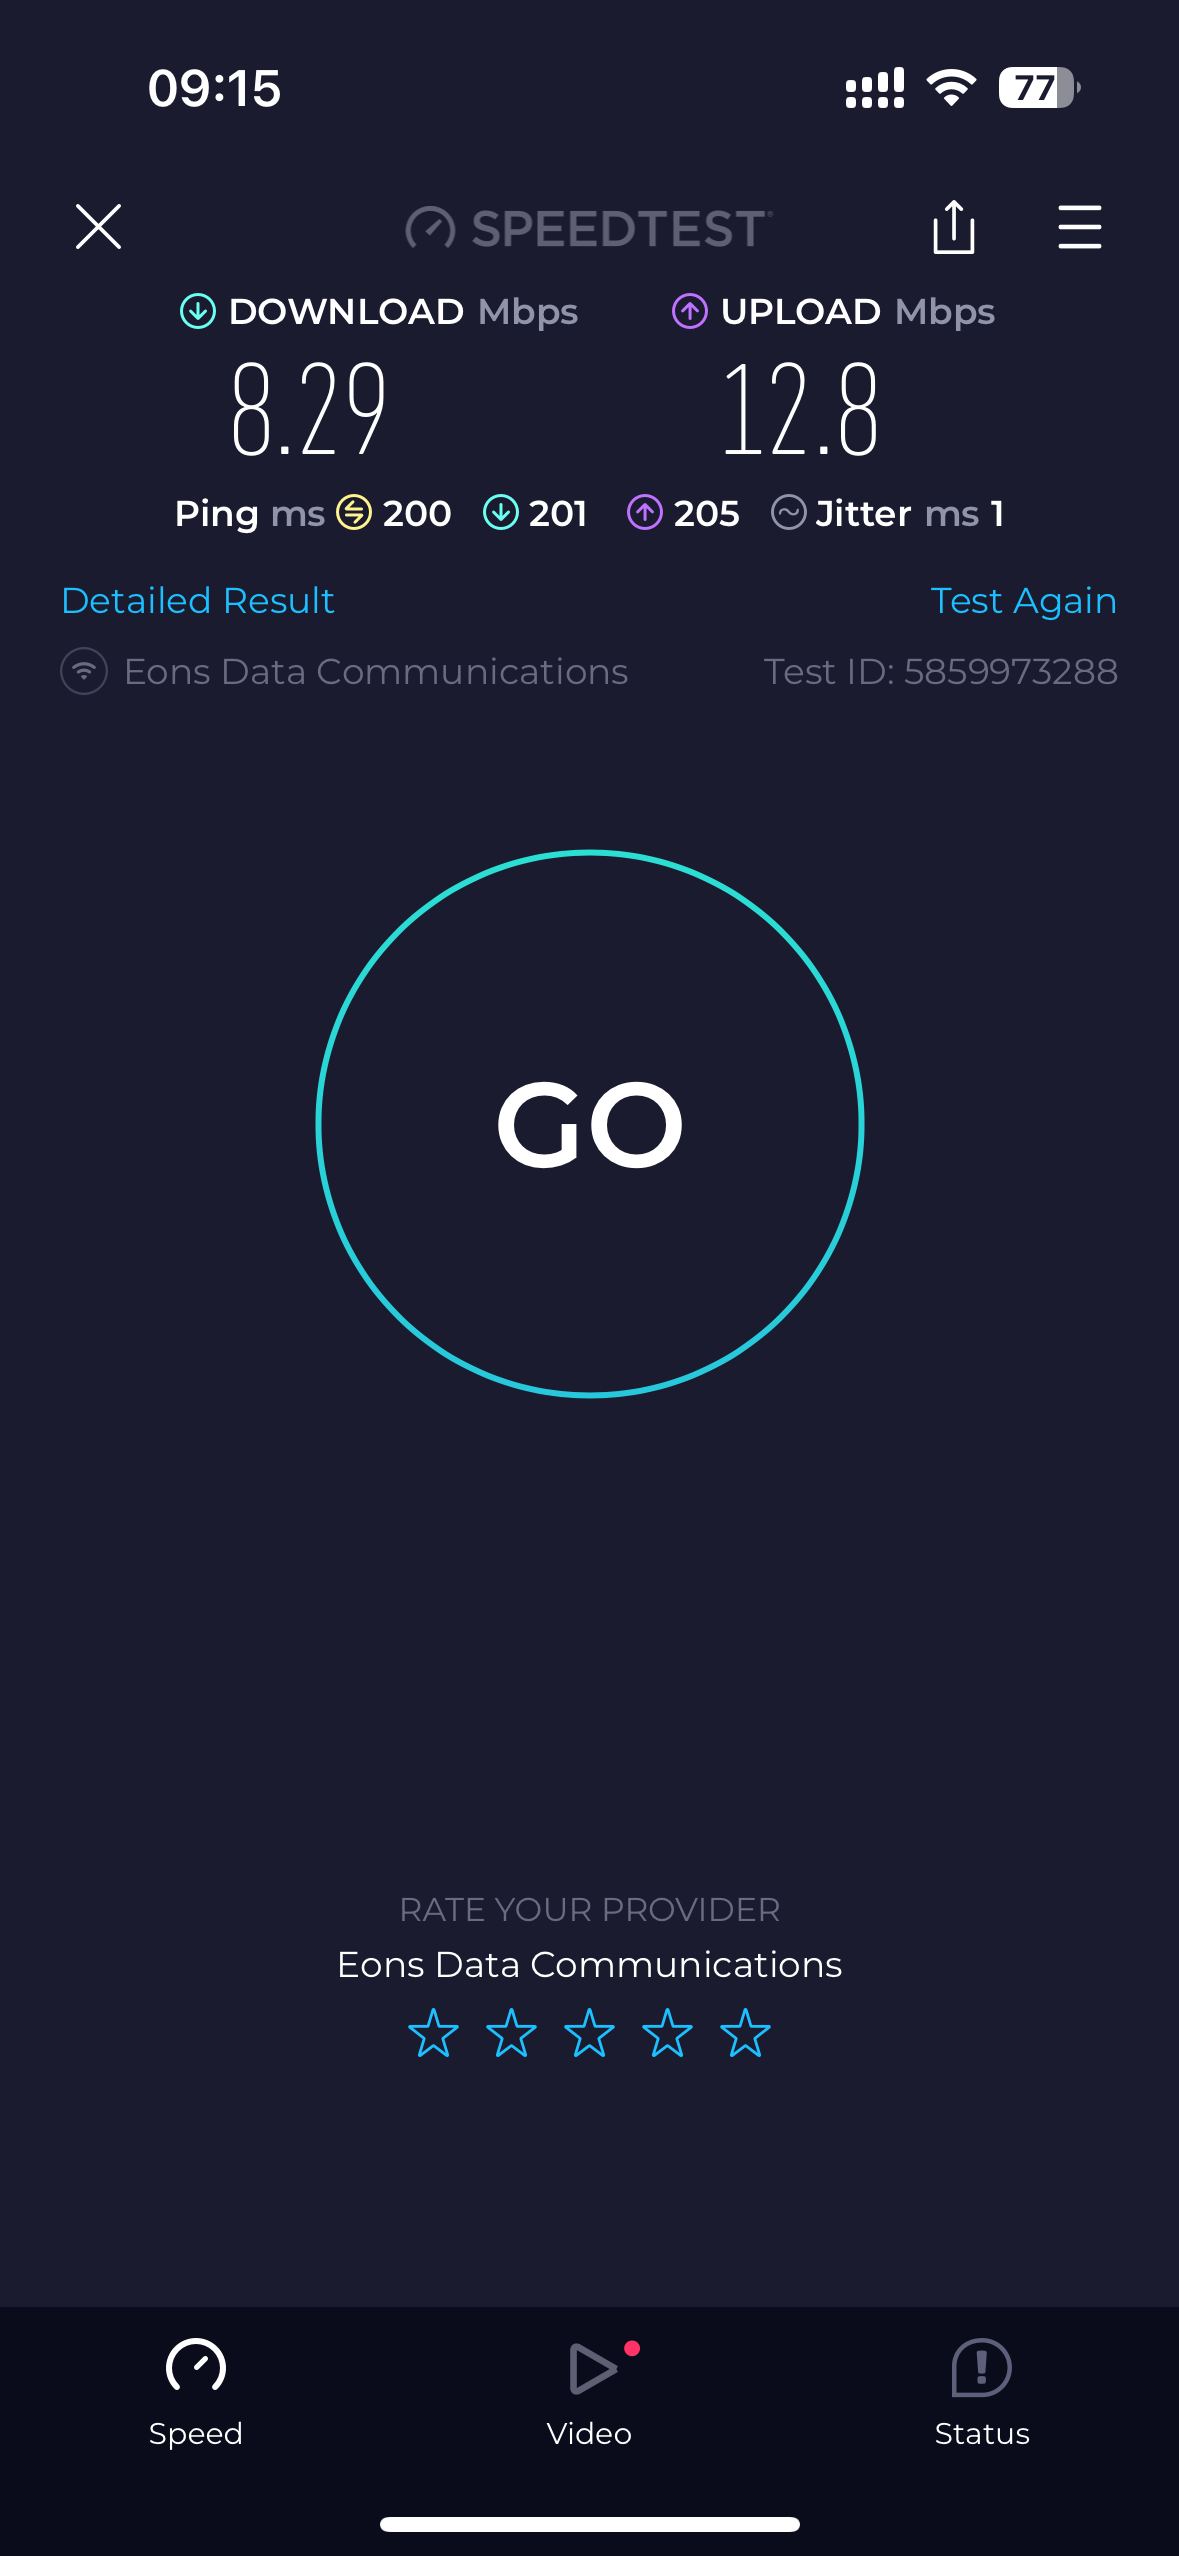 09:15
77
SPEEDTEST
DOWNLOAD Mbps
UPLOAD Mbps
8.29
12.8
Ping ms 200 201 205 Jitter ms 1
Detailed Result
Test Again
Eons Data Communications
Test ID: 5859973288
GO
RATE YOUR PROVIDER
Eons Data Communications
Speed
Video
Status